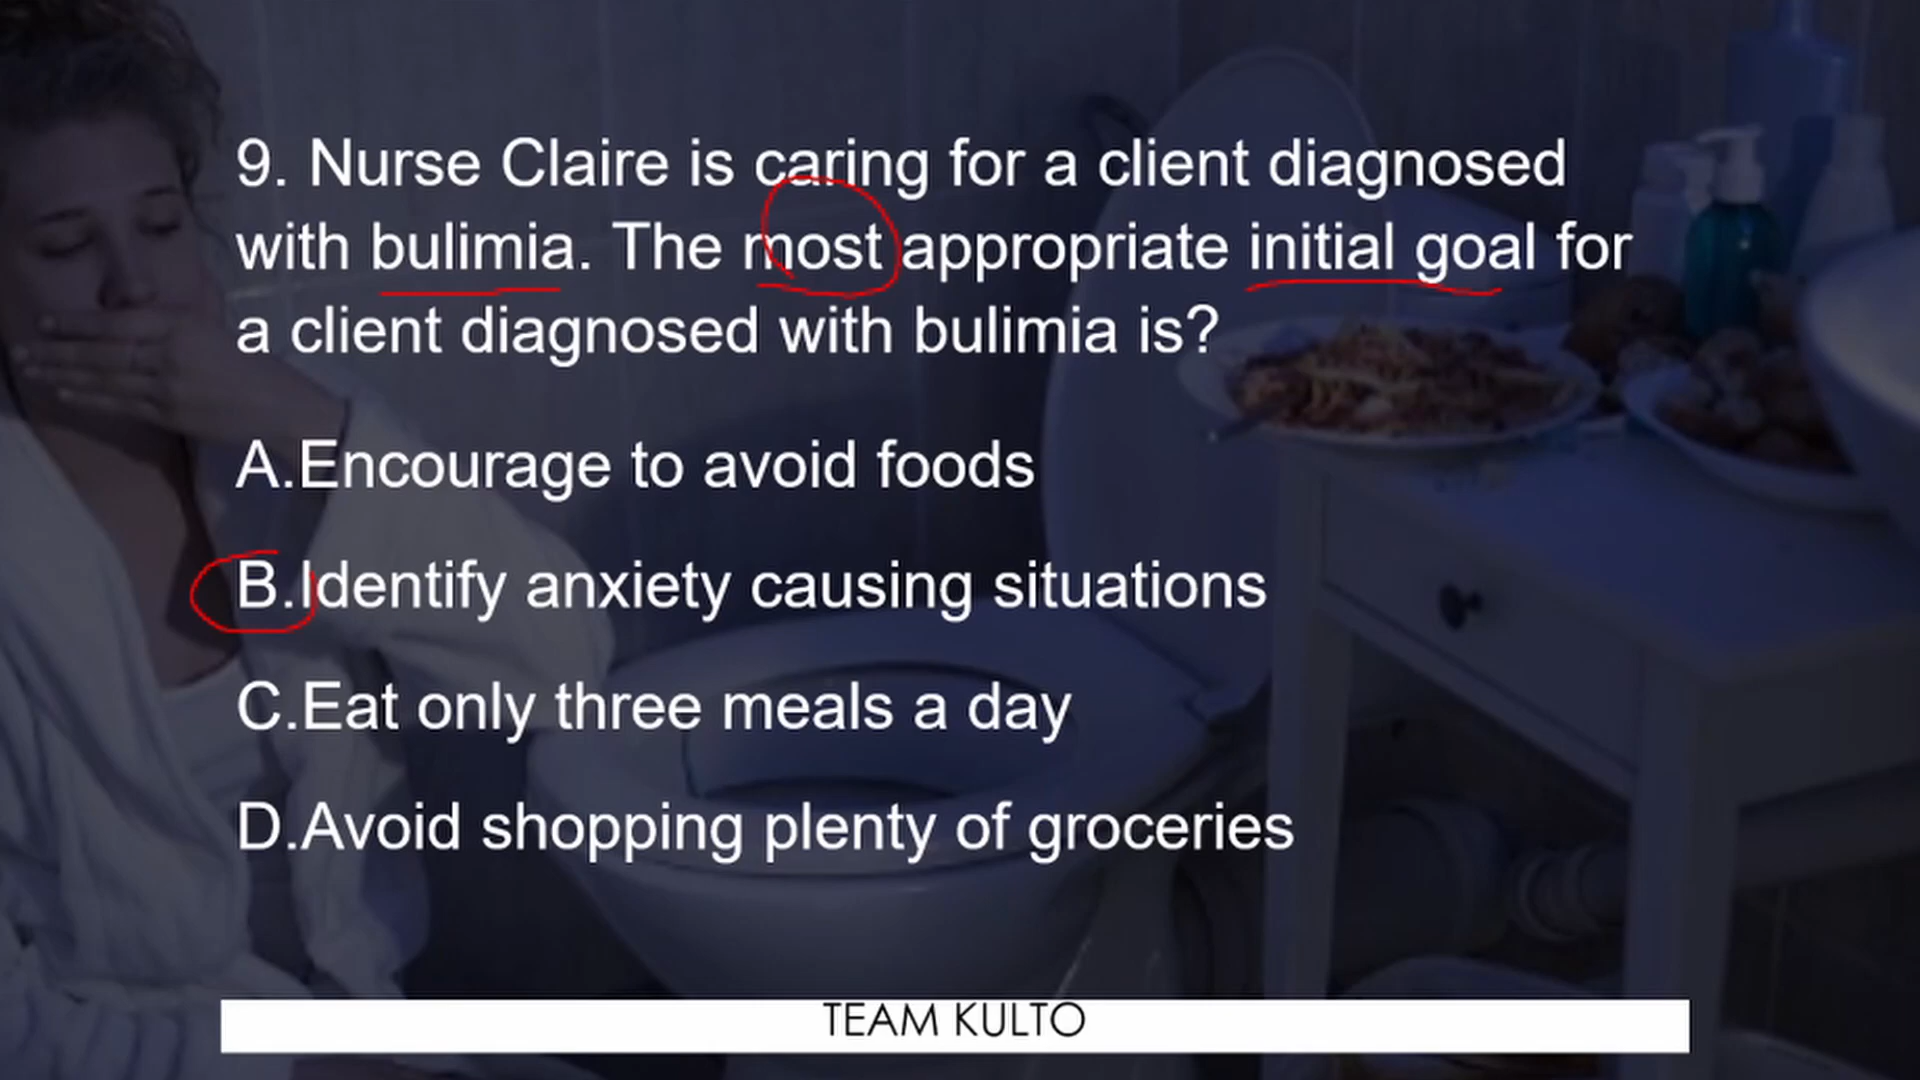 9. Nurse Claire is caring for a client diagnosed
with bulimia. The most appropriate initial goal for
a client diagnosed with bulimia is?
A.Encourage to avoid foods
B.Identify anxiety causing situations
C.Eat only three meals a day
D.Avoid shopping plenty of groceries
TEAM KULTO